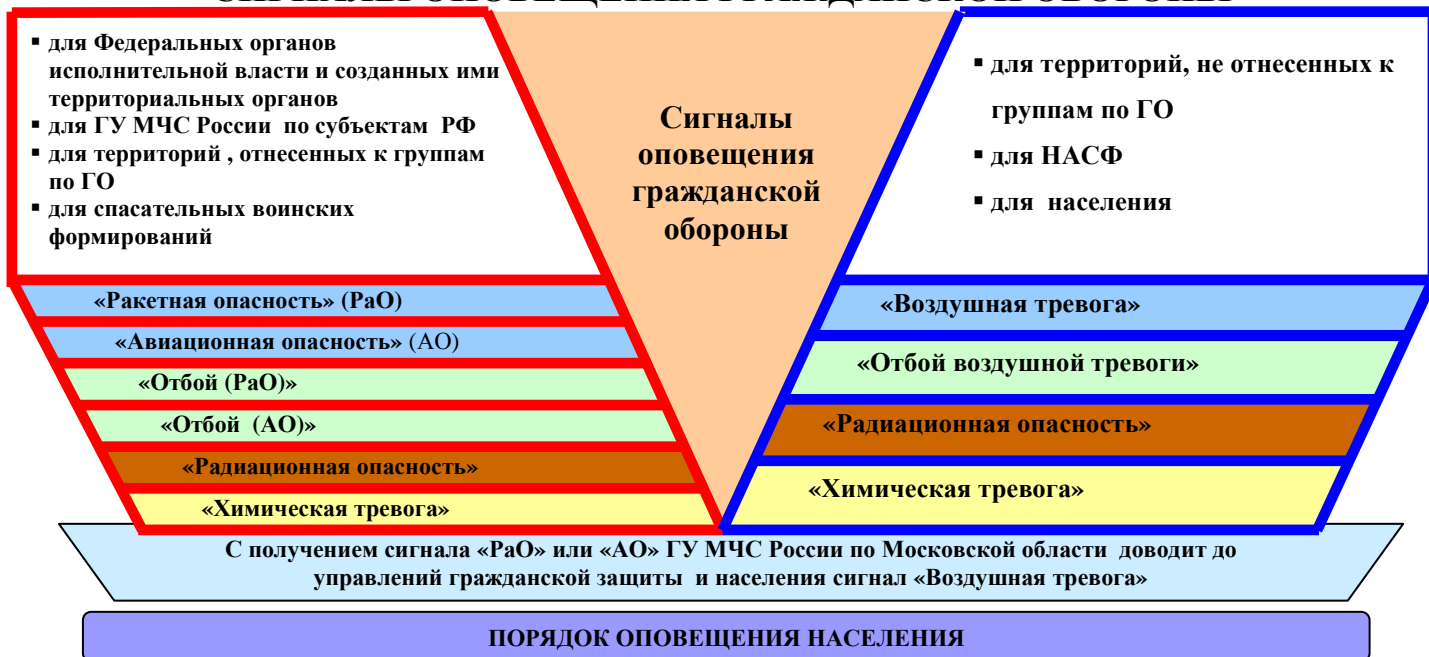 СИГНАЛЫ ОПОВЕЩЕНИЯ ГРАЖДАНСКОЙ ОБОРОНЫ
▪ для Федеральных органов
исполнительной власти и созданных ими
территориальных органов
▪ для ГУ МЧС России по субъектам РФ
▪ для территорий , отнесенных к группам
по ГО
▪ для спасательных воинских
формирований
Сигналы
оповещения
гражданской
обороны
▪ для территорий, не отнесенных к
группам по ГО
▪ для НАСФ
▪ для населения
«Ракетная опасность» (РаО)
«Авиационная опасность» (АО)
«Отбой (РаО)»
«Отбой (АО)»
«Радиационная опасность»
«Химическая тревога»
«Воздушная тревога»
«Отбой воздушной тревоги»
«Радиационная опасность»
«Химическая тревога»
С получением сигнала «РаО» или «АО» ГУ МЧС России по Московской области доводит до
управлений гражданской защиты и населения сигнал «Воздушная тревога»
ПОРЯДОК ОПОВЕЩЕНИЯ НАСЕЛЕНИЯ